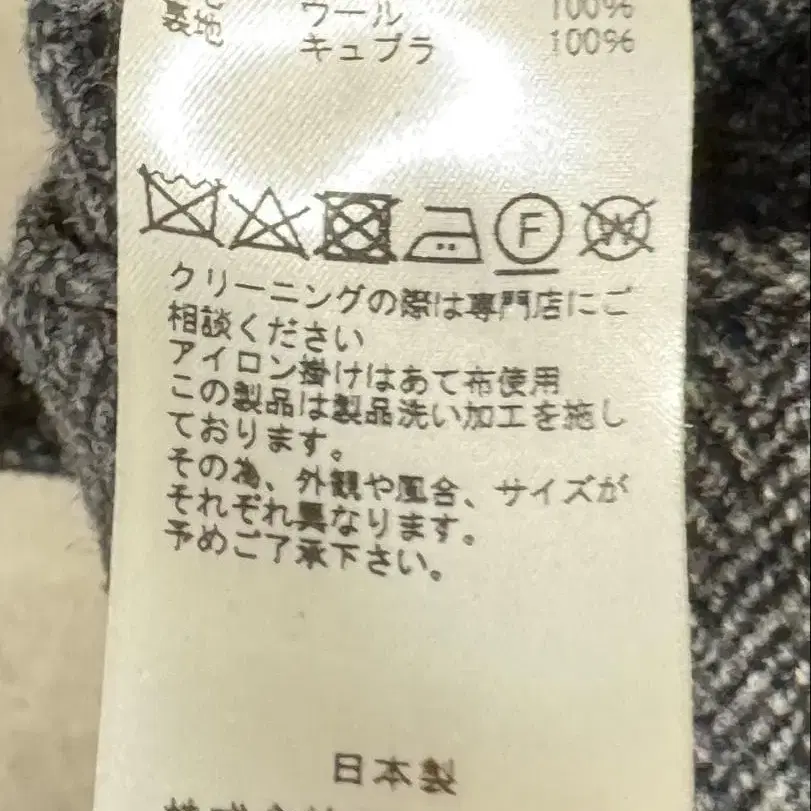 ウール 100%
裏地 キュプラ 100%
F
W
クリーニングの際は専門店にご
相談ください
アイロン掛けはあて布使用
この製品は製品洗い加工を施し
ております。
その為、外観や風合、サイズが
それぞれ異なります。
予めご了承下さい。
日本製